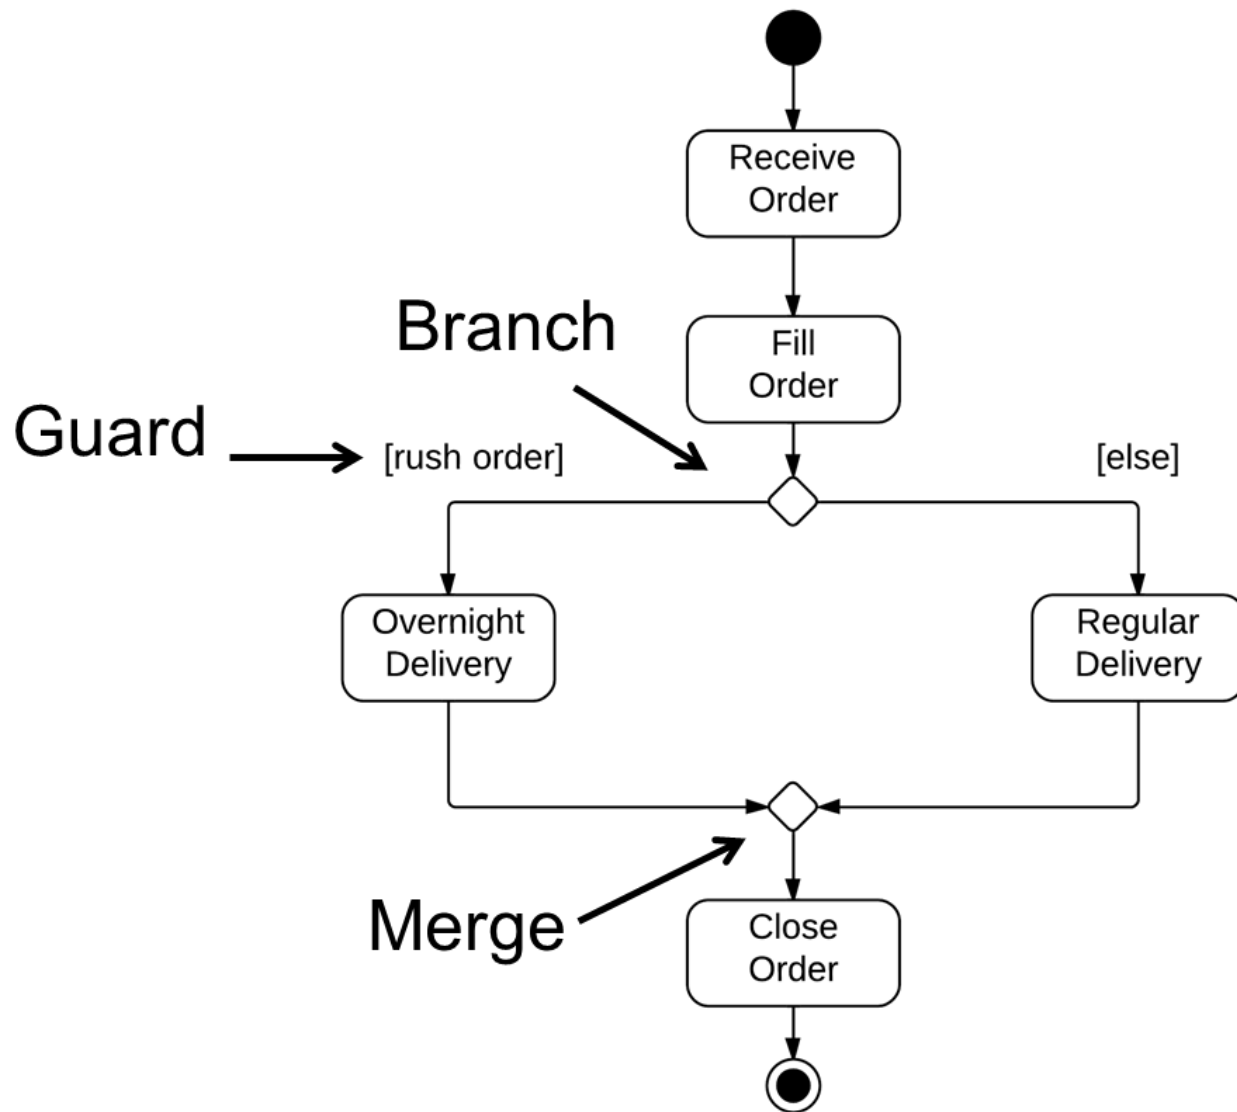 Receive
Order
Branch
Fill
Order
Guard
[rush order]
[else]
Overnight
Delivery
Regular
Delivery
Merge
Close
Order